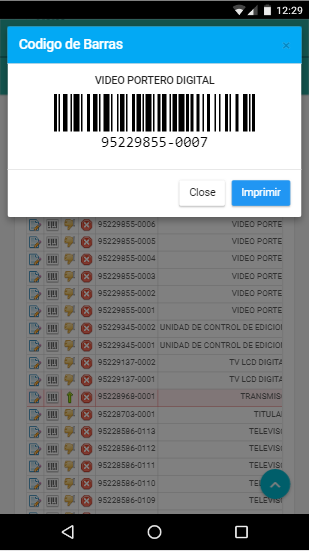 12:29
Codigo de Barras
×
VIDEO PORTERO DIGITAL
95229855-0007
Close
Imprimir
95229855-0006 VIDEO PORTE
95229855-0005 VIDEO PORTE
95229855-0004 VIDEO PORTE
95229855-0003 VIDEO PORTE
95229855-0002 VIDEO PORTE
95229855-0001 VIDEO PORTE
95229345-0002 UNIDAD DE CONTROL DE EDICION
95229345-0001 UNIDAD DE CONTROL DE EDICION
95229137-0002 TV LCD DIGITA
95229137-0001 TV LCD DIGITA
95228968-0001 TRANSMIS
95228703-0001 TITULA
95228586-0113 TELEVIS
95228586-0112 TELEVIS
95228586-0111 TELEVIS
95228586-0110 TELEVIS
95228586-0109 TELEVIS